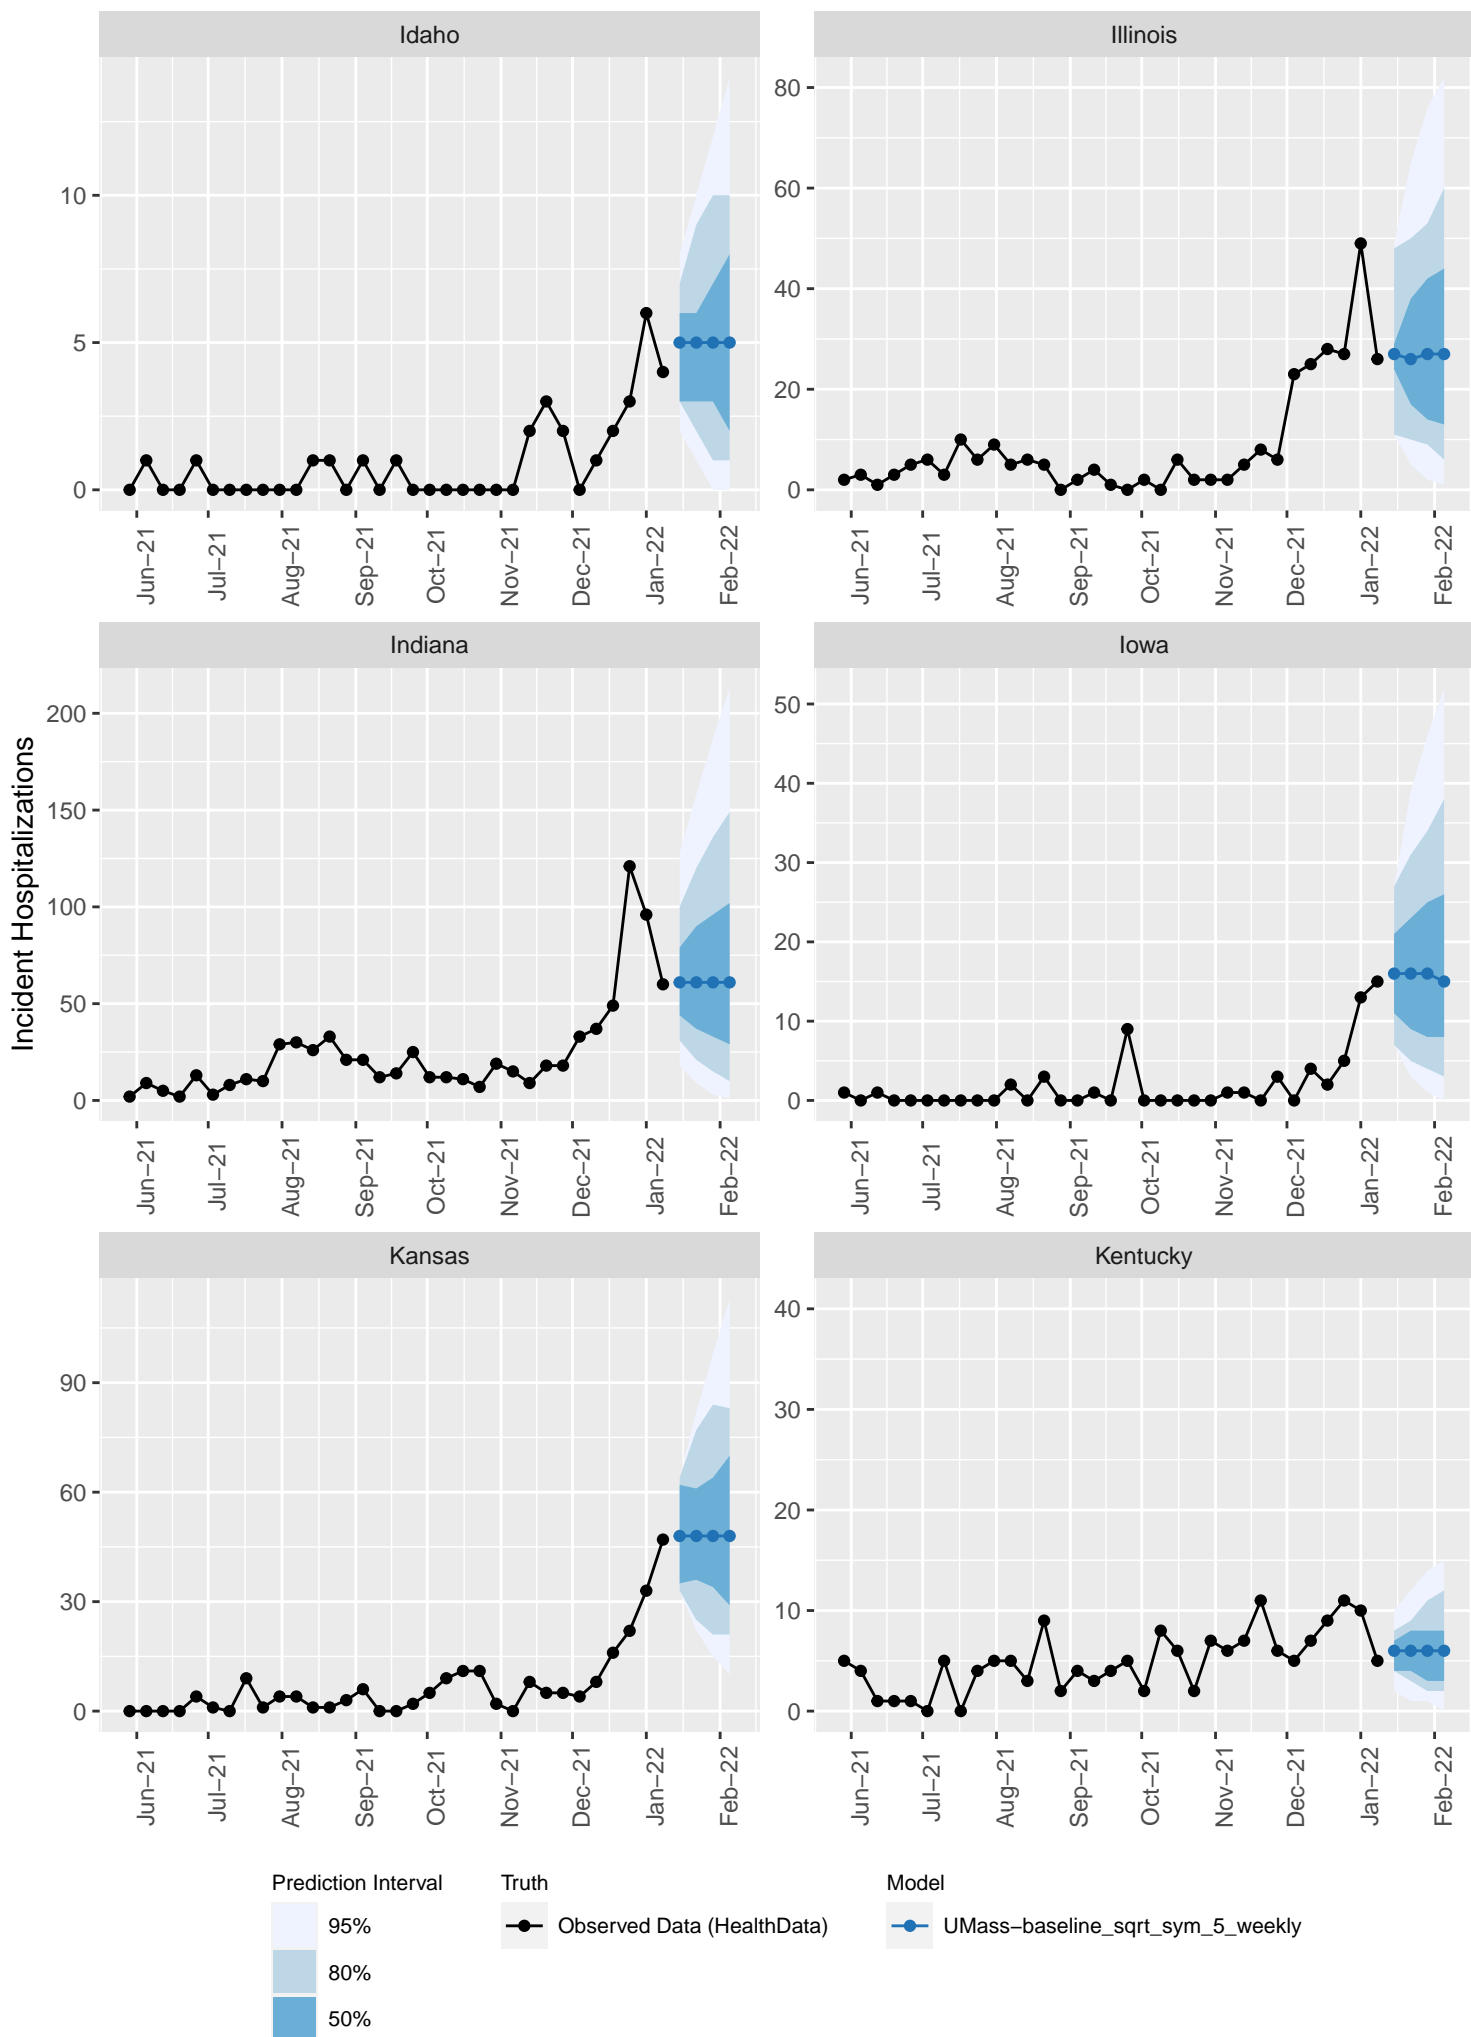 Idaho
Illinois
10
5
0
80
60
40
20
0
Jun−21
Jul−21
Aug−21
Sep−21
Oct−21
Nov−21
Dec−21
Jan−22
Feb−22
Jun−21
Jul−21
Aug−21
Sep−21
Oct−21
Nov−21
Dec−21
Jan−22
Feb−22
Incident Hospitalizations
Indiana
Iowa
200
150
100
50
0
50
40
30
20
10
0
Jun−21
Jul−21
Aug−21
Sep−21
Oct−21
Nov−21
Dec−21
Jan−22
Feb−22
Jun−21
Jul−21
Aug−21
Sep−21
Oct−21
Nov−21
Dec−21
Jan−22
Feb−22
Kansas
Kentucky
90
60
30
0
40
30
20
10
0
Jun−21
Jul−21
Aug−21
Sep−21
Oct−21
Nov−21
Dec−21
Jan−22
Feb−22
Jun−21
Jul−21
Aug−21
Sep−21
Oct−21
Nov−21
Dec−21
Jan−22
Feb−22
Prediction Interval
95%
80%
50%
Truth
Observed Data (HealthData)
Model
UMass−baseline_sqrt_sym_5_weekly